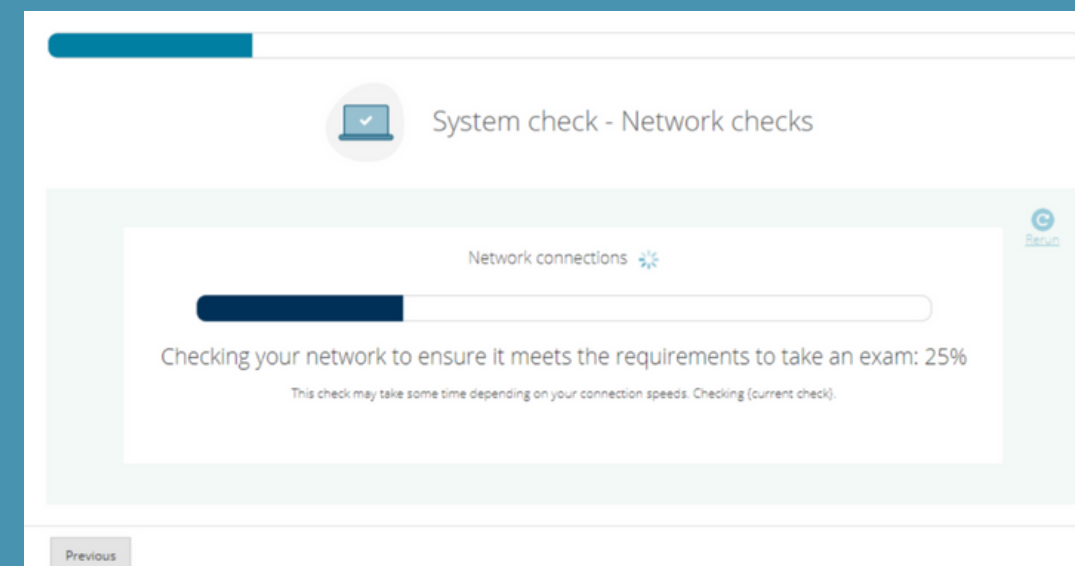 System check - Network checks
Rerun
Network connections
Checking your network to ensure it meets the requirements to take an exam: 25%
This check may take some time depending on your connection speeds. Checking {current check}.
Previous